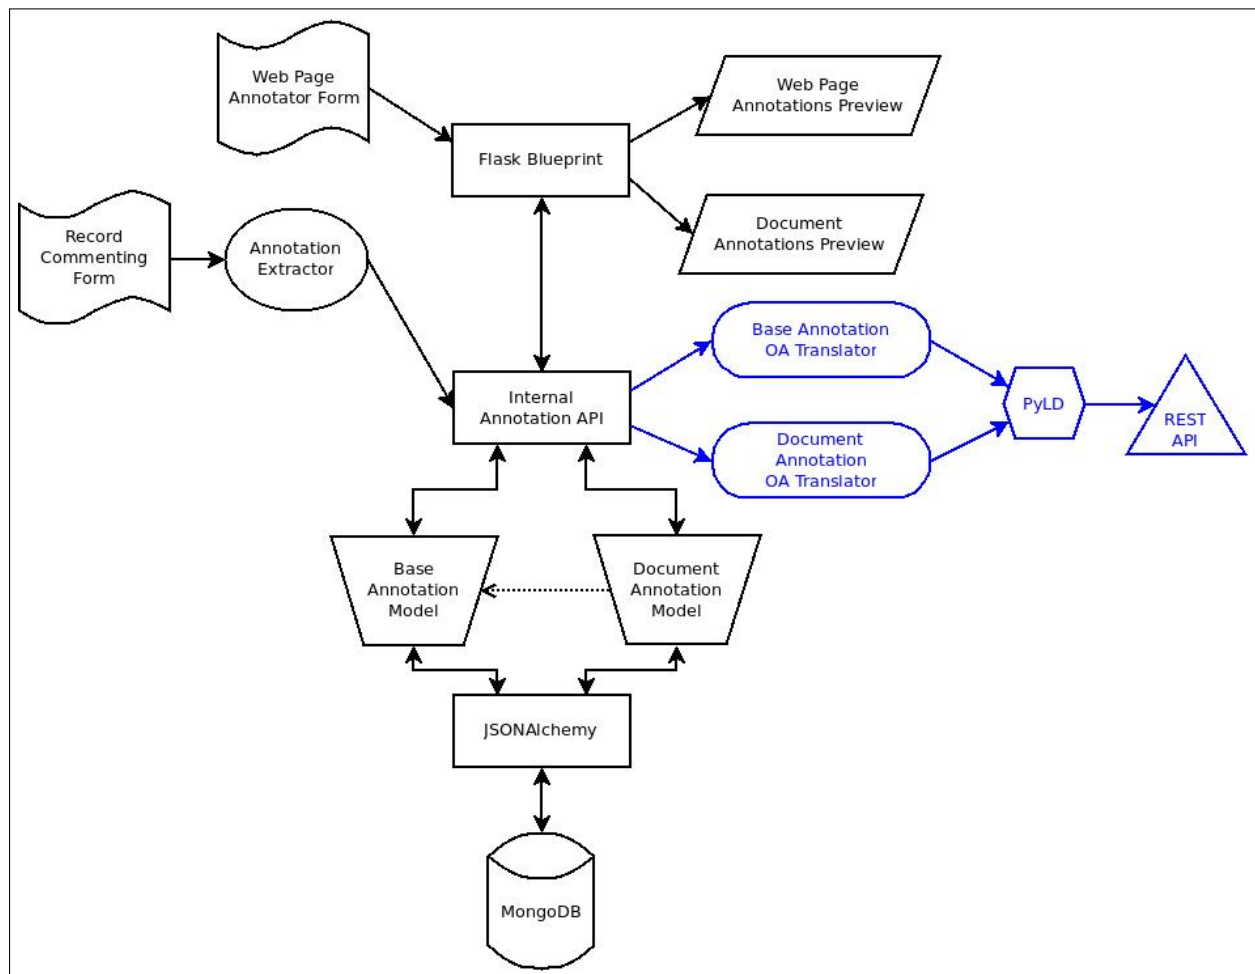 Web Page
Annotator Form
Web Page
Annotations Preview
Flask Blueprint
Document
Annotations Preview
Record
Commenting
Form
Annotation
Extractor
Base Annotation
OA Translator
Internal
Annotation API
PyLD
REST
API
Document
Annotation
OA Translator
Base
Annotation
Model
Document
Annotation
Model
JSONAlchemy
MongoDB